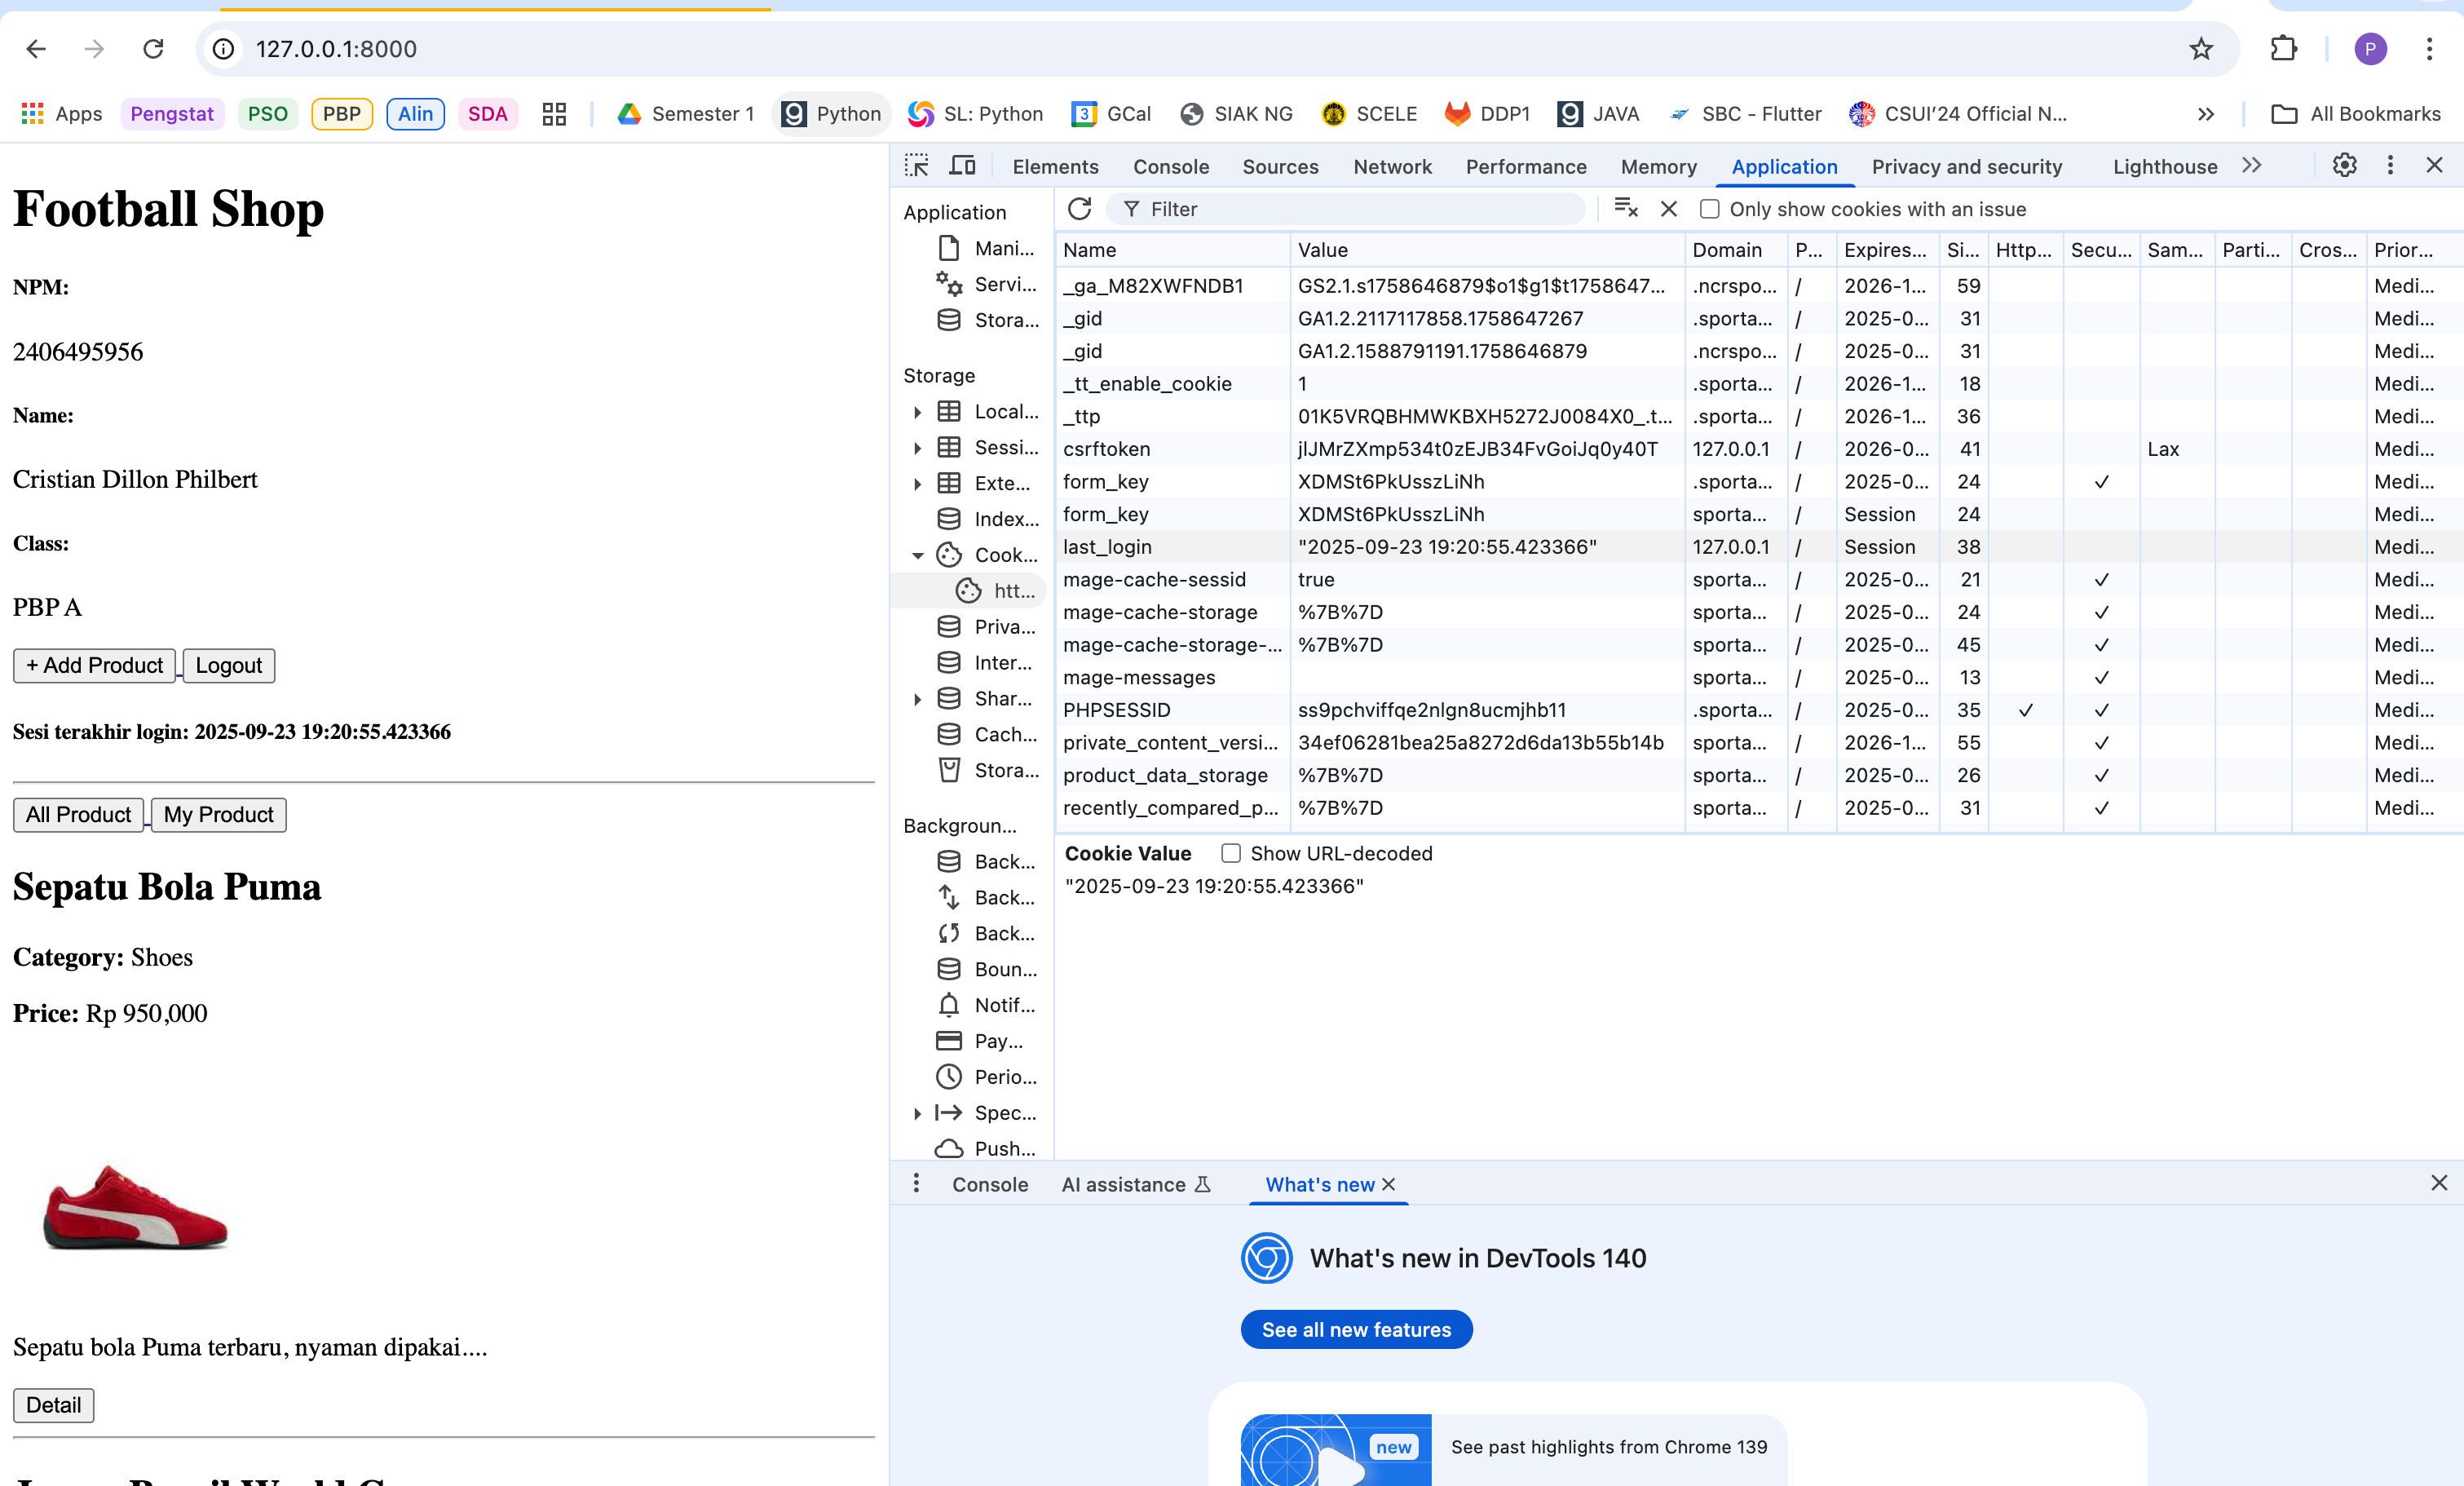 127.0.0.1:8000
P
Apps Pengstat PSO PBP Alin SDA Semester 1 Python SL: Python 3 GCal SIAK NG SCELE DDP1 JAVA SBC - Flutter CSUI'24 Official N... All Bookmarks
Football Shop
NPM:
2406495956
Name:
Cristian Dillon Philbert
Class:
PBP A
+ Add Product Logout
Sesi terakhir login: 2025-09-23 19:20:55.423366
All Product My Product
Sepatu Bola Puma
Category: Shoes
Price: Rp 950,000
Sepatu bola Puma terbaru, nyaman dipakai....
Detail
Elements Console Sources Network Performance Memory Application Privacy and security Lighthouse
Application
Mani...
Servi...
Stora...
Storage
Local...
Sessi...
Exte...
Index...
Cook...
htt...
Priva...
Inter...
Shar...
Cach...
Stora...
Backgroun...
Back...
Back...
Back...
Boun...
Notif...
Pay...
Perio...
Spec...
Push...
Filter Only show cookies with an issue
Name Value Domain P... Expires... Si... Http... Secu... Sam... Parti... Cros... Prior...
_ga_M82XWFNDB1 GS2.1.s1758646879$o1$g1$t1758647... .ncrspo... / 2026-1... 59 Medi...
_gid GA1.2.2117117858.1758647267 .sporta... / 2025-0... 31 Medi...
_gid GA1.2.1588791191.1758646879 .ncrspo... / 2025-0... 31 Medi...
_tt_enable_cookie 1 .sporta... / 2026-1... 18 Medi...
_ttp 01K5VRQBHMWKBXH5272J0084X0_.t... .sporta... / 2026-1... 36 Medi...
csrftoken jlJMrZXmp534t0zEJB34FvGoiJq0y40T 127.0.0.1 / 2026-0... 41 Lax Medi...
form_key XDMSt6PkUsszLiNh .sporta... / 2025-0... 24 ✓ Medi...
form_key XDMSt6PkUsszLiNh sporta... / Session 24 Medi...
last_login "2025-09-23 19:20:55.423366" 127.0.0.1 / Session 38 Medi...
mage-cache-sessid true sporta... / 2025-0... 21 ✓ Medi...
mage-cache-storage %7B%7D sporta... / 2025-0... 24 ✓ Medi...
mage-cache-storage-... %7B%7D sporta... / 2025-0... 45 ✓ Medi...
mage-messages sporta... / 2025-0... 13 ✓ Medi...
PHPSESSID ss9pchviffqe2nlgn8ucmjhb11 .sporta... / 2025-0... 35 ✓ ✓ Medi...
private_content_versi... 34ef06281bea25a8272d6da13b55b14b sporta... / 2026-1... 55 ✓ Medi...
product_data_storage %7B%7D sporta... / 2025-0... 26 ✓ Medi...
recently_compared_p... %7B%7D sporta... / 2025-0... 31 ✓ Medi...
Cookie Value Show URL-decoded
"2025-09-23 19:20:55.423366"
Console AI assistance What's new
What's new in DevTools 140
See all new features
new
See past highlights from Chrome 139